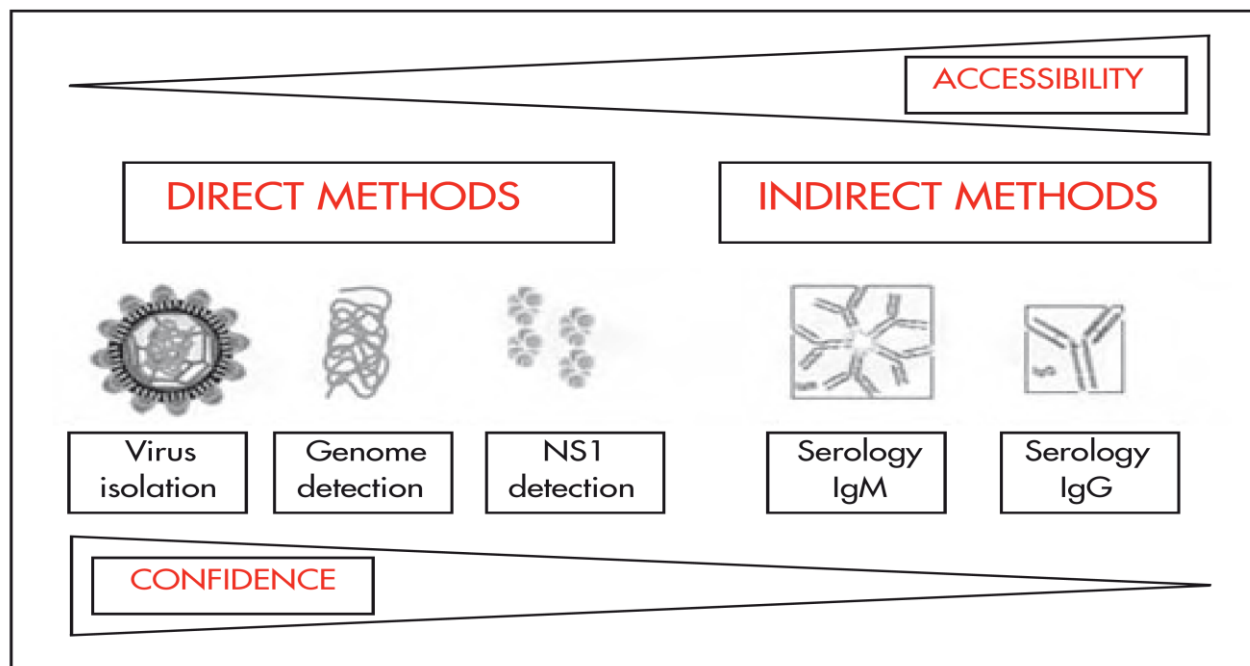 ACCESSIBILITY
DIRECT METHODS
INDIRECT METHODS
Virus
isolation
Genome
detection
NS1
detection
Serology
IgM
Serology
IgG
CONFIDENCE